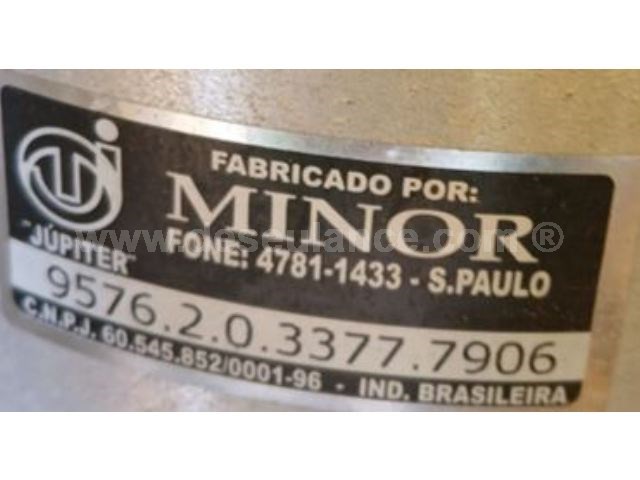 FABRICADO POR:
MINOR
"JÚPITER"
FONE: 4781-1433 - S.PAULO
9576.2.0.3377.7906
C.N.P.J. 60.545.852/0001-96 - IND. BRASILEIRA